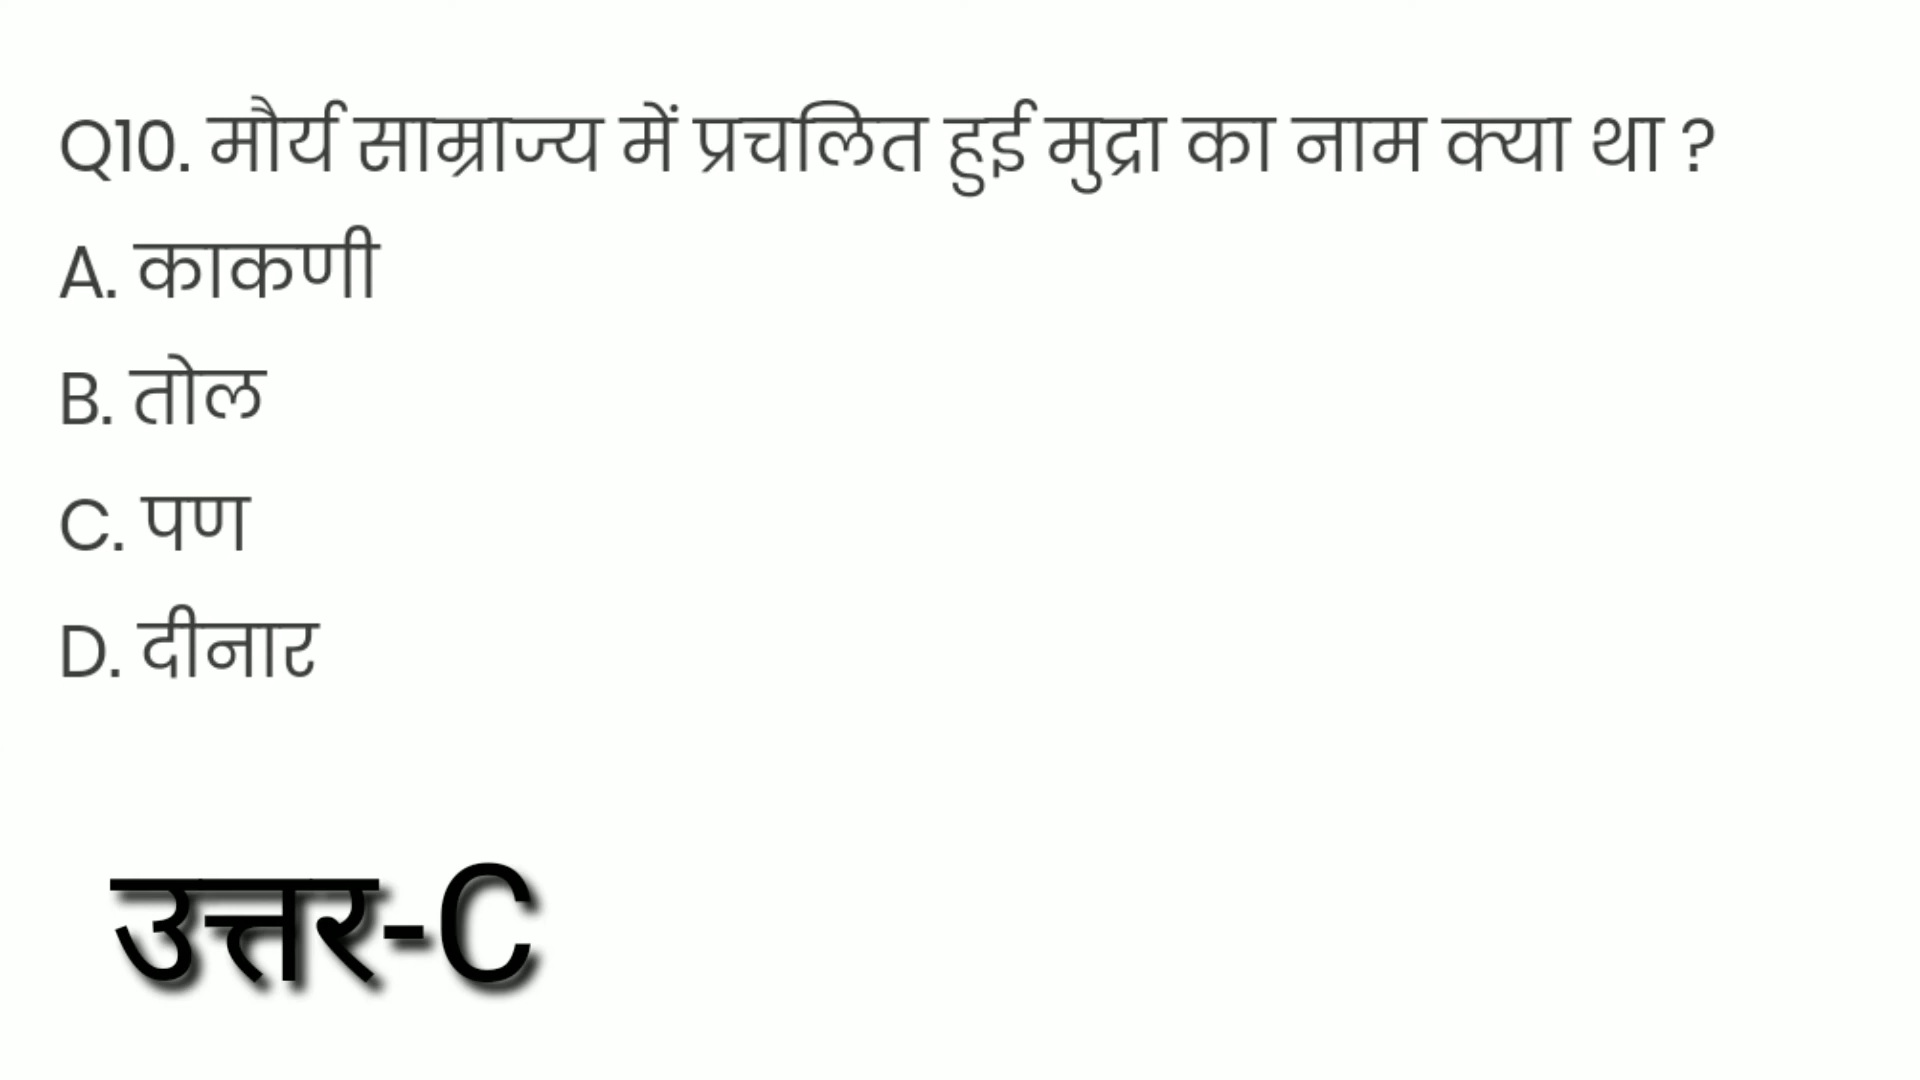 Q10. मौर्य साम्राज्य में प्रचलित हुई मुद्रा का नाम क्या था ?
A. काकणी
B. तोल
C. पण
D. दीनार
उत्तर-C